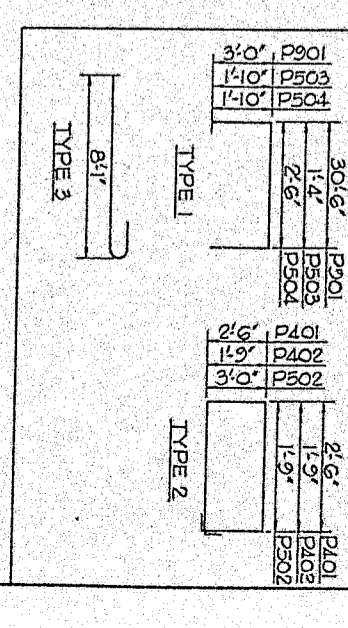 3'-0" P901
1'-10" P503
1'-10" P504
30'-6" P901
1'-4" P503
2'-6" P504
TYPE 1
8'-1"
TYPE 3
2'-6" P401
1'-9" P402
3'-0" P502
2'-6" P401
1'-9" P402
1'-9" P502
TYPE 2